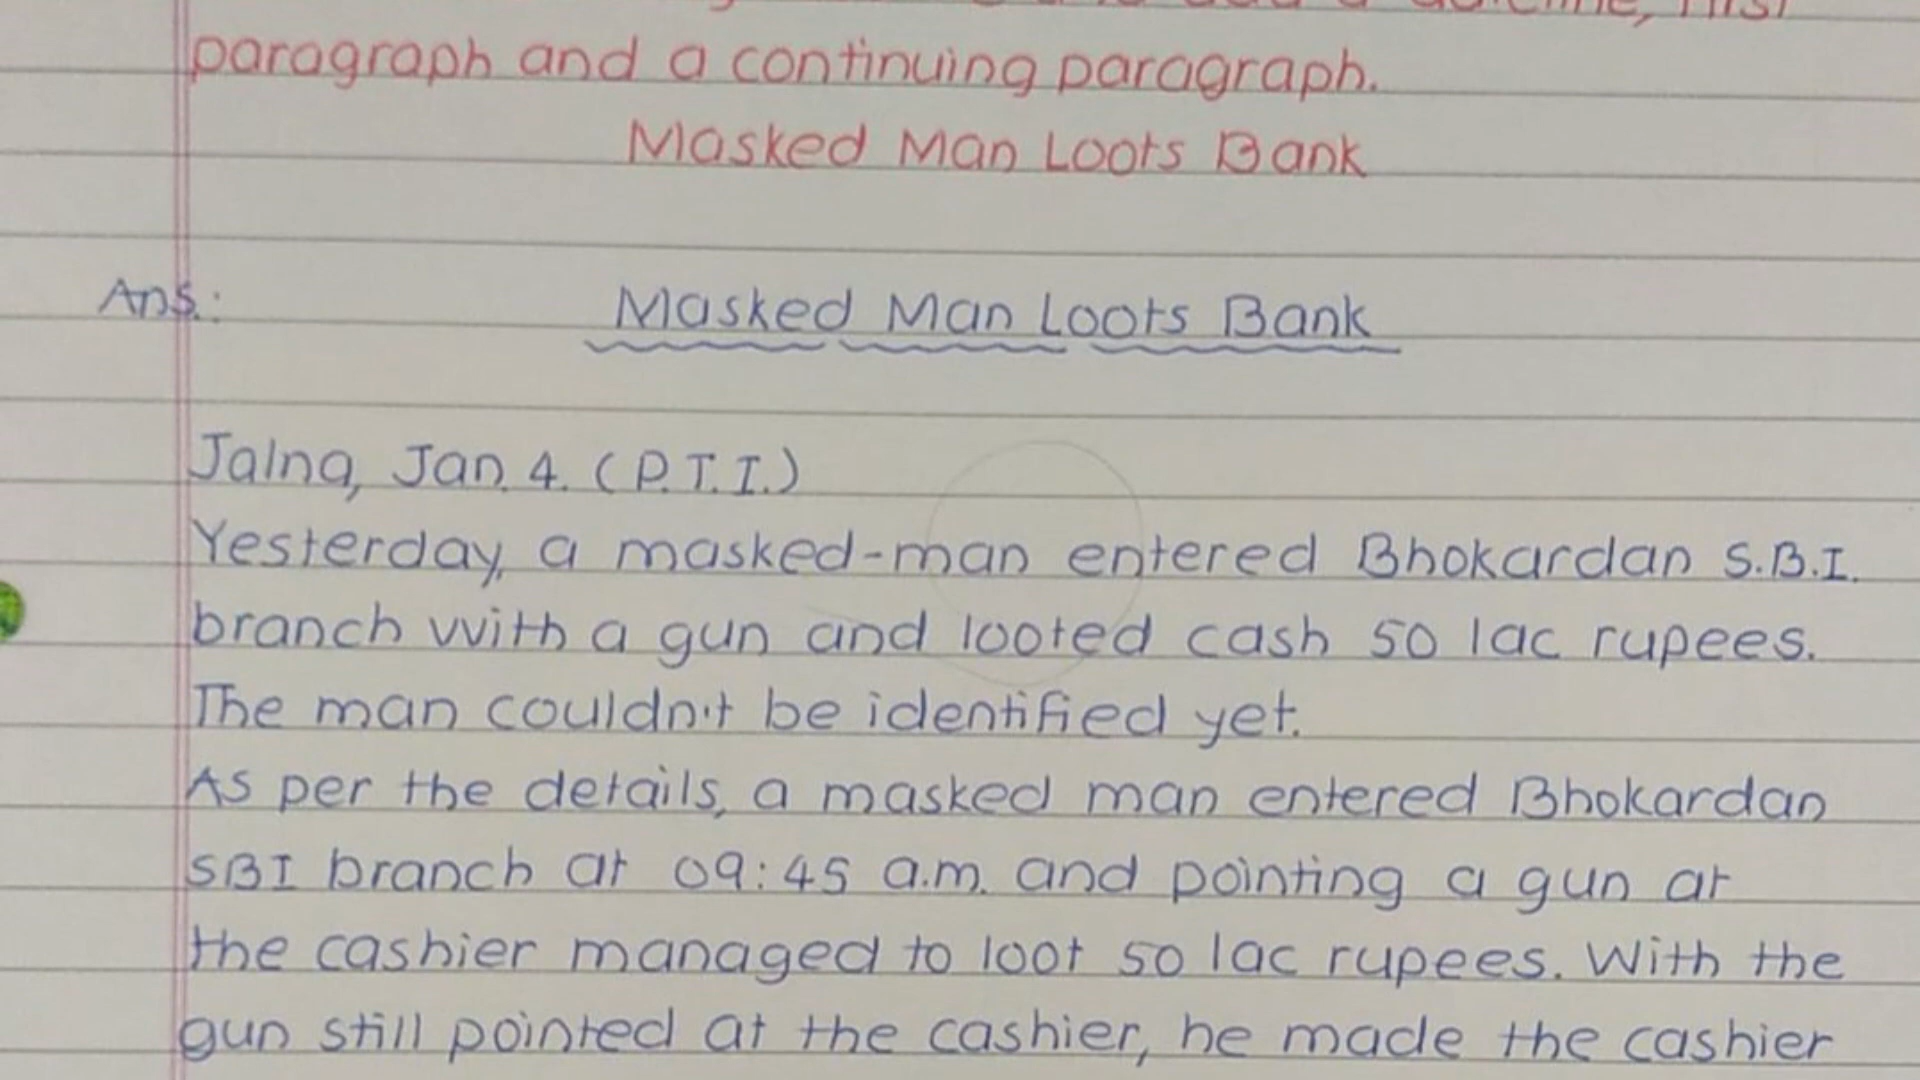 a dateline, first
paragraph and a continuing paragraph.
Masked Man Loots Bank
Ans.:
Masked Man Loots Bank
Jalna, Jan. 4. (P.T.I.)
Yesterday, a masked-man entered Bhokardan S.B.I.
branch with a gun and looted cash 50 lac rupees.
The man couldn't be identified yet.
As per the details, a masked man entered Bhokardan
SBI branch at 09:45 a.m. and pointing a gun at
the cashier managed to loot 50 lac rupees. With the
gun still pointed at the cashier, he made the cashier